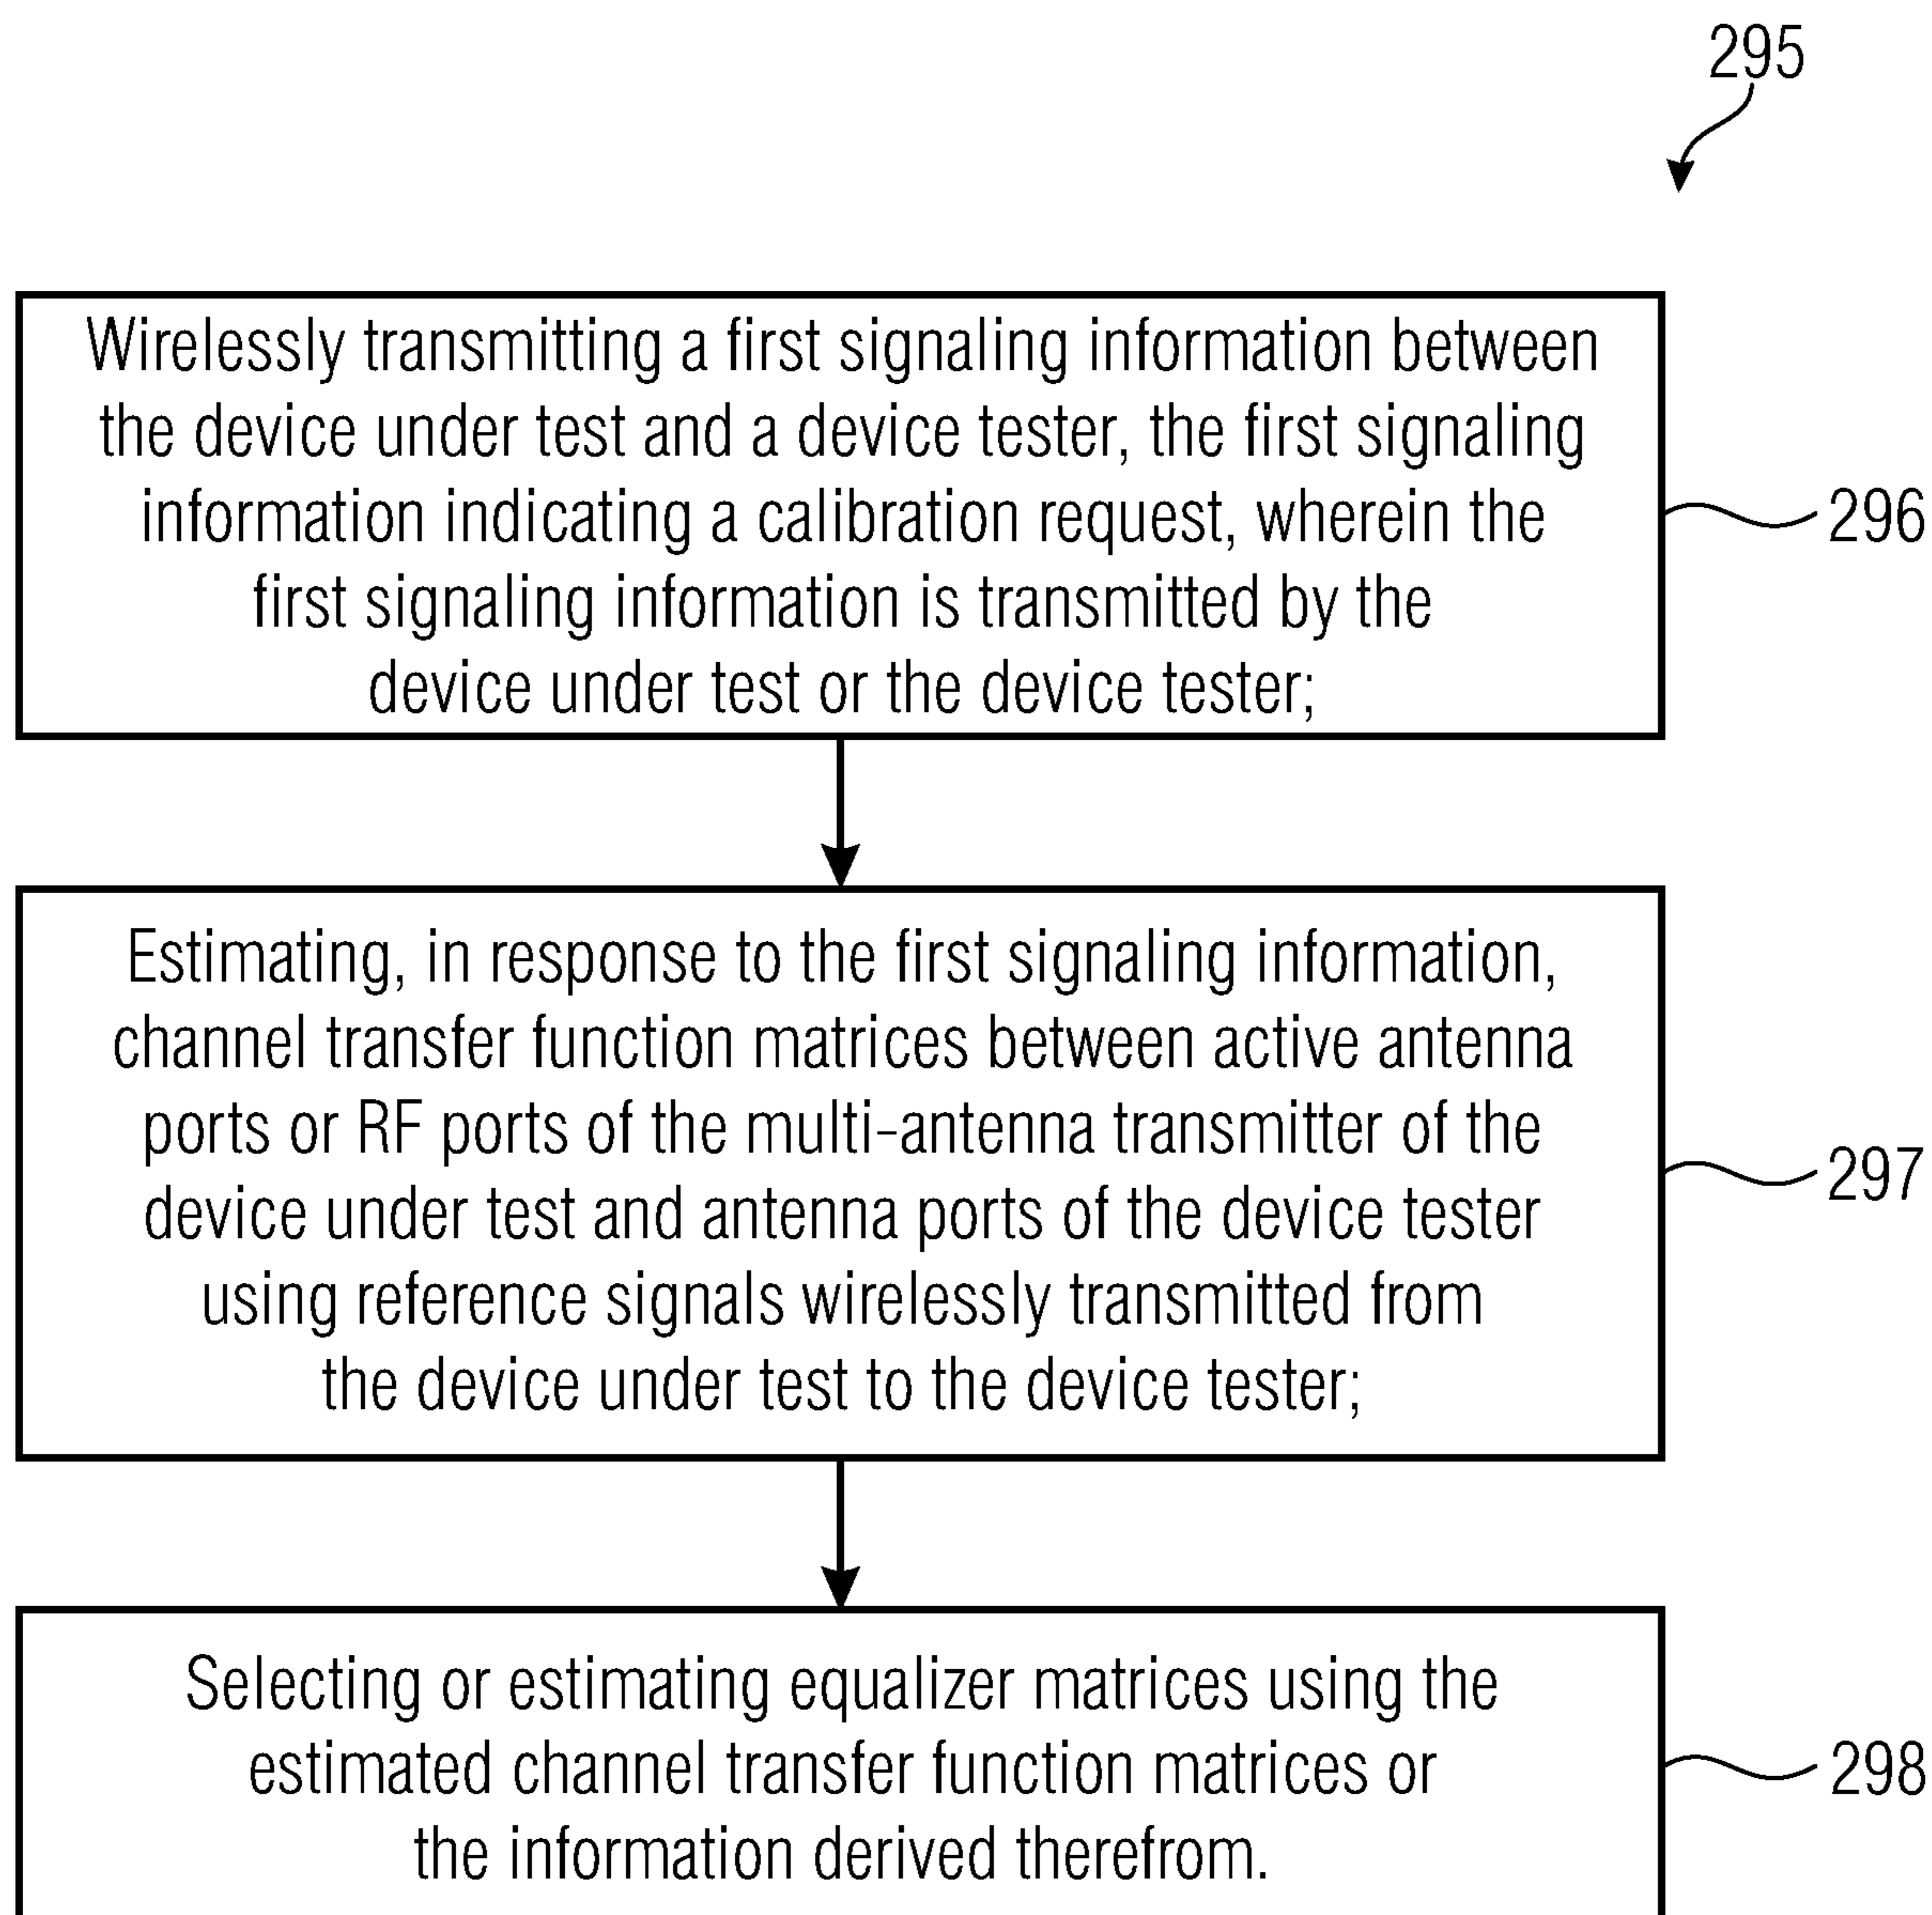 295
Wirelessly transmitting a first signaling information between
the device under test and a device tester, the first signaling
information indicating a calibration request, wherein the
first signaling information is transmitted by the
device under test or the device tester;
296
Estimating, in response to the first signaling information,
channel transfer function matrices between active antenna
ports or RF ports of the multi-antenna transmitter of the
device under test and antenna ports of the device tester
using reference signals wirelessly transmitted from
the device under test to the device tester;
297
Selecting or estimating equalizer matrices using the
estimated channel transfer function matrices or
the information derived therefrom.
298